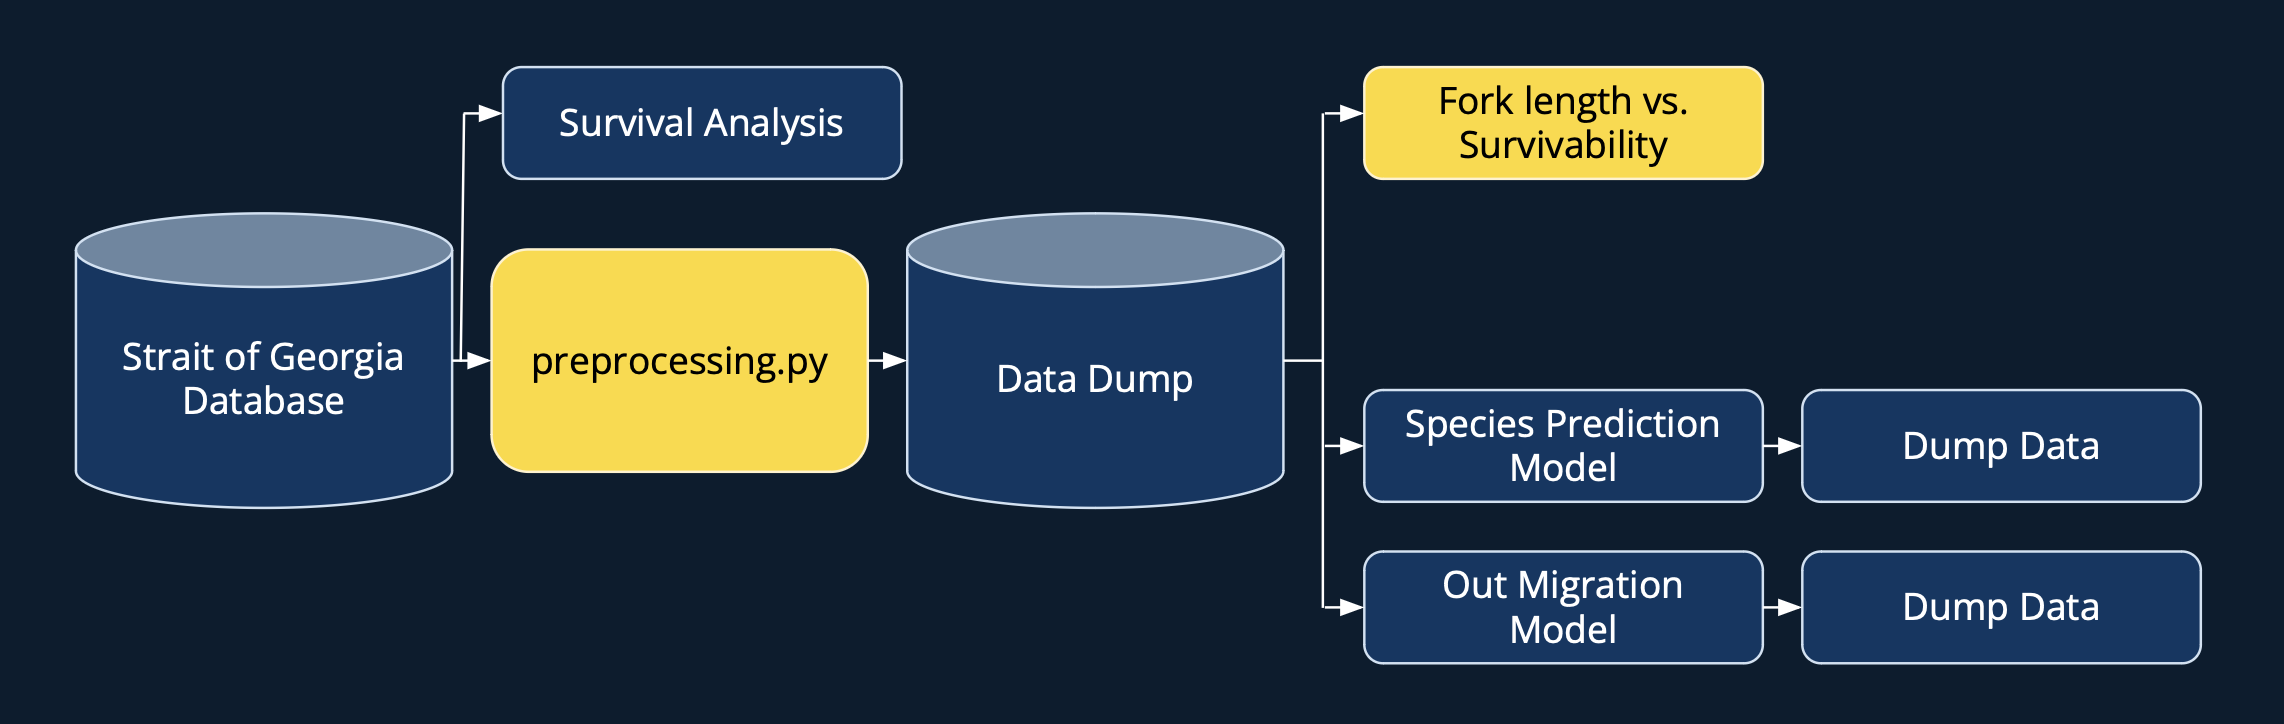 Survival Analysis
Fork length vs.
Survivability
Strait of Georgia
Database
preprocessing.py
Data Dump
Species Prediction
Model
Dump Data
Out Migration
Model
Dump Data